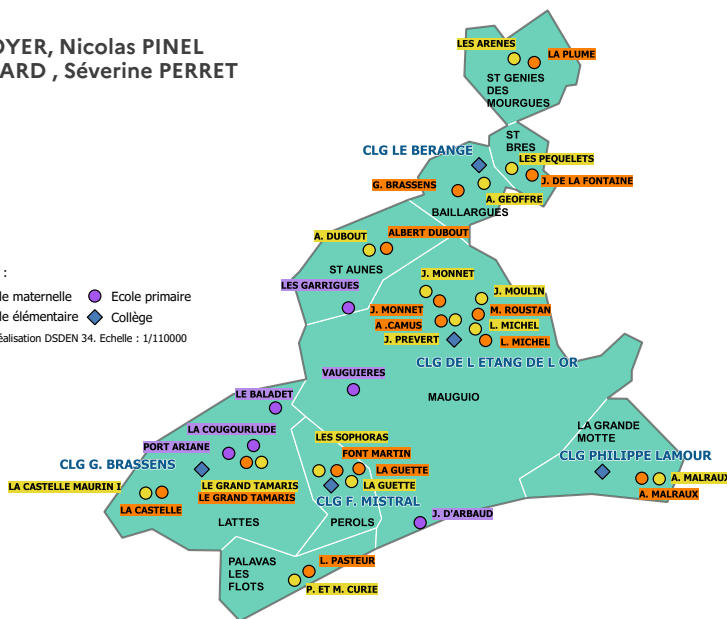 OYER, Nicolas PINEL
ARD , Séverine PERRET
LES ARENES
LA PLUME
ST GENIES
DES
MOURGUES
ST
BRES
CLG LE BERANGE
LES PEQUELETS
G. BRASSENS
J. DE LA FONTAINE
A. GEOFFRE
BAILLARGUES
A. DUBOUT
ALBERT DUBOUT
ST AUNES
J. MONNET
:
LES GARRIGUES
J. MOULIN
le maternelle
Ecole primaire
J. MONNET
M. ROUSTAN
le élémentaire
Collège
A .CAMUS
L. MICHEL
éalisation DSDEN 34. Echelle : 1/110000
J. PREVERT
L. MICHEL
CLG DE L ETANG DE L OR
VAUGUIERES
LE BALADET
MAUGUIO
LA COUGOURLUDE
LA GRANDE
MOTTE
PORT ARIANE
LES SOPHORAS
FONT MARTIN
CLG PHILIPPE LAMOUR
CLG G. BRASSENS
LA GUETTE
A. MALRAUX
LA CASTELLE MAURIN I
LE GRAND TAMARIS
LA GUETTE
LE GRAND TAMARIS
A. MALRAUX
CLG F. MISTRAL
LA CASTELLE
J. D'ARBAUD
LATTES
PEROLS
PALAVAS
LES
FLOTS
L. PASTEUR
P. ET M. CURIE